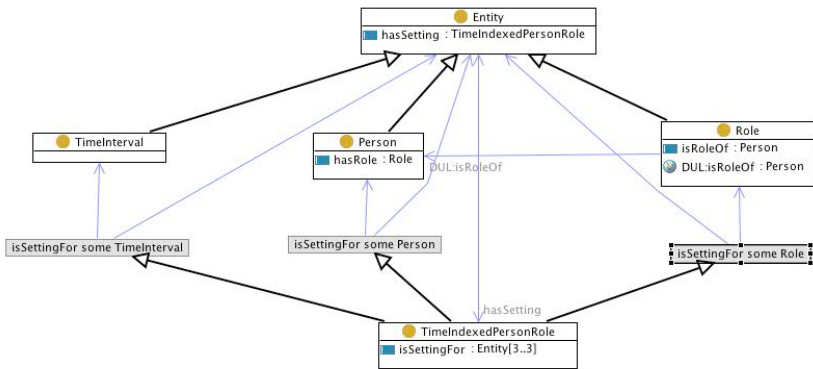 Entity
hasSetting : TimeIndexedPersonRole
TimeInterval
Person
hasRole : Role
Role
isRoleOf : Person
DUL:isRoleOf : Person
DUL:isRoleOf
isSettingFor some TimeInterval
isSettingFor some Person
isSettingFor some Role
hasSetting
TimeIndexedPersonRole
isSettingFor : Entity[3..3]